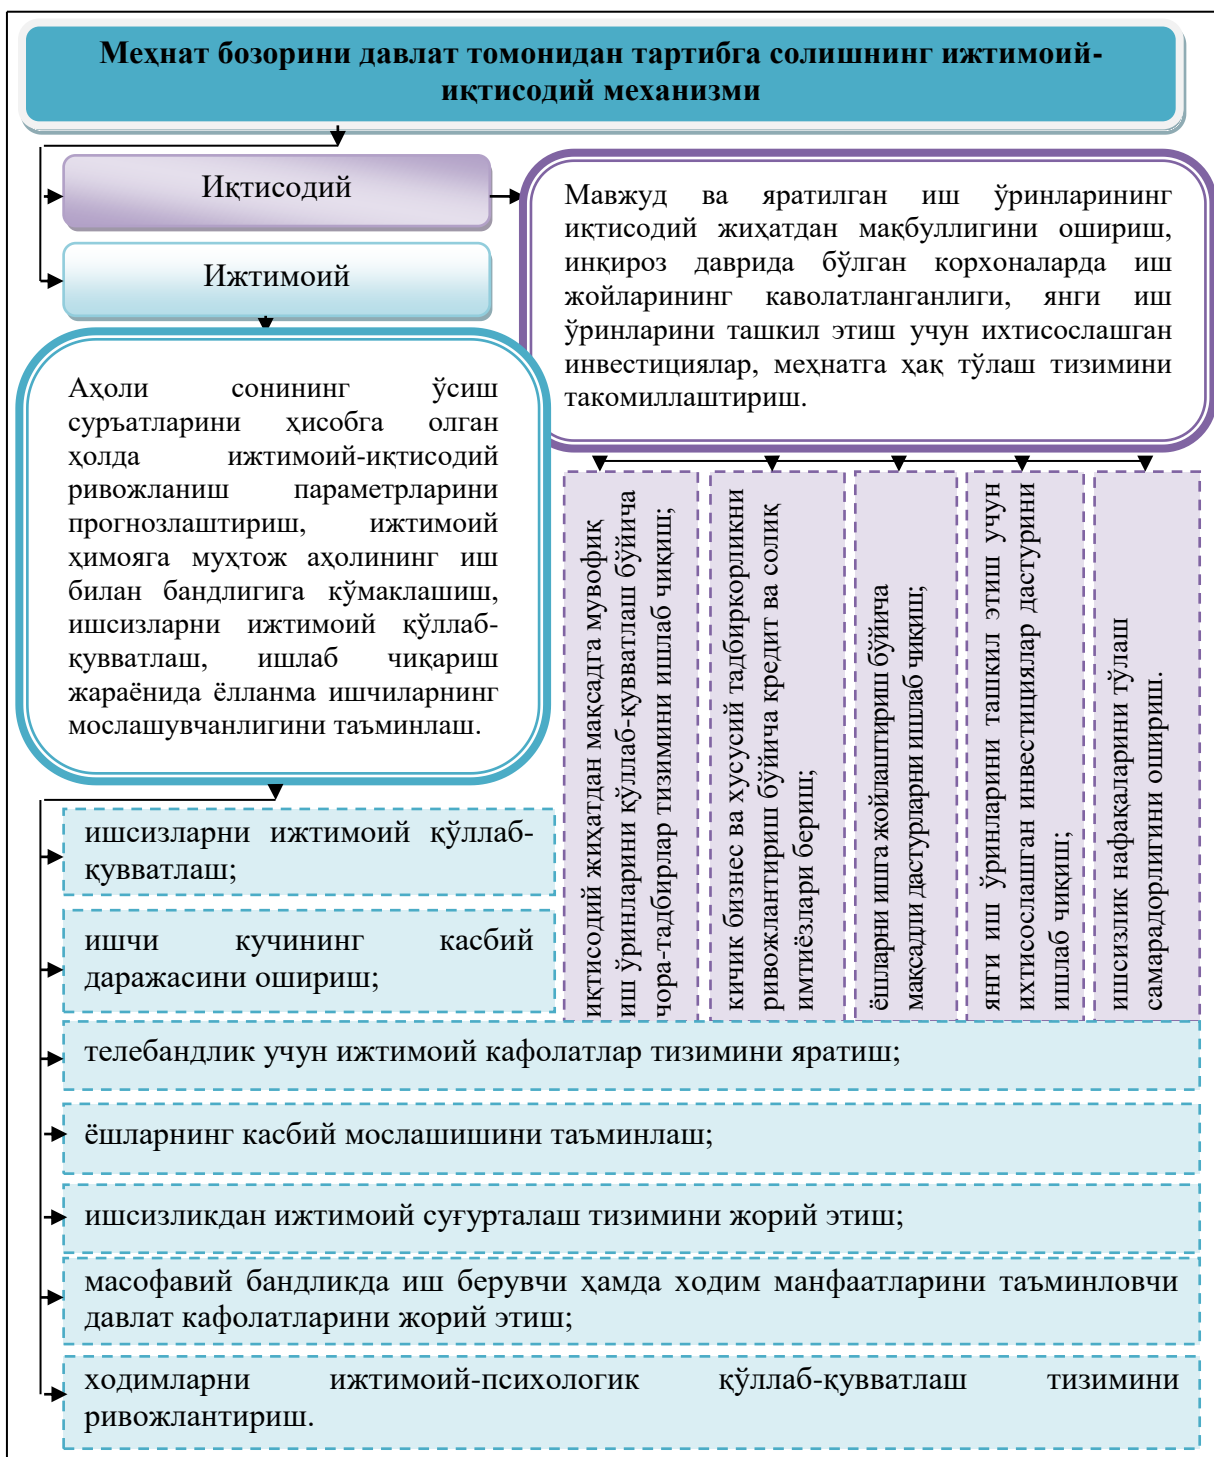 Меҳнат бозорини давлат томонидан тартибга солишнинг ижтимоий-
иқтисодий механизми
Иқтисодий
Ижтимоий
Мавжуд ва яратилган иш ўринларининг
иқтисодий жиҳатдан мақбуллигини ошириш,
инқироз даврида бўлган корхоналарда иш
жойларининг каволатланганлиги, янги иш
ўринларини ташкил этиш учун ихтисослашган
инвестициялар, меҳнатга ҳақ тўлаш тизимини
такомиллаштириш.
Аҳоли сонининг ўсиш
суръатларини ҳисобга олган
ҳолда ижтимоий-иқтисодий
ривожланиш параметрларини
прогнозлаштириш, ижтимоий
ҳимояга муҳтож аҳолининг иш
билан бандлигига кўмаклашиш,
ишсизларни ижтимоий қўллаб-
қувватлаш, ишлаб чиқариш
жараёнида ёлланма ишчиларнинг
мослашувчанлигини таъминлаш.
иқтисодий жиҳатдан мақсадга мувофиқ
иш ўринларини қўллаб-қувватлаш бўйича
чора-тадбирлар тизимини ишлаб чиқиш;
кичик бизнес ва хусусий тадбиркорликни
ривожлантириш бўйича кредит ва солиқ
имтиёзлари бериш;
ёшларни ишга жойлаштириш бўйича
мақсадли дастурларни ишлаб чиқиш;
янги иш ўринларини ташкил этиш учун
ихтисослашган инвестициялар дастурини
ишлаб чиқиш;
ишсизлик нафақаларини тўлаш
самарадорлигини ошириш.
ишсизларни ижтимоий қўллаб-
қувватлаш;
ишчи кучининг касбий
даражасини ошириш;
телебандлик учун ижтимоий кафолатлар тизимини яратиш;
ёшларнинг касбий мослашишини таъминлаш;
ишсизликдан ижтимоий суғурталаш тизимини жорий этиш;
масофавий бандликда иш берувчи ҳамда ходим манфаатларини таъминловчи
давлат кафолатларини жорий этиш;
ходимларни ижтимоий-психологик қўллаб-қувватлаш тизимини
ривожлантириш.